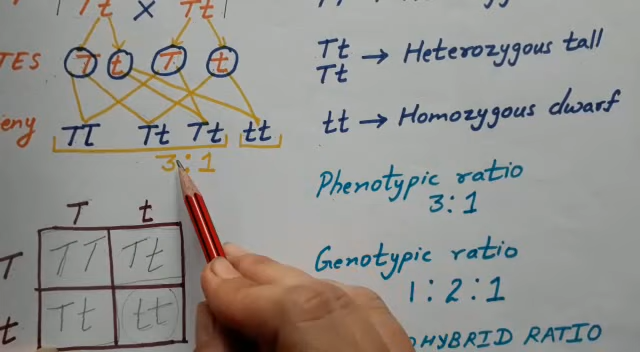 Tt × Tt
TES
T t T t
eny
TT Tt Tt tt
3:1
T t
T TT Tt
t Tt tt
Tt → Heterozygous tall
Tt
tt → Homozygous dwarf
Phenotypic ratio
3:1
Genotypic ratio
1:2:1
OHYBRID RATIO